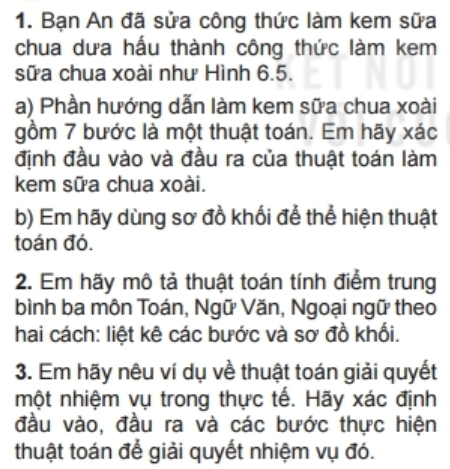 1. Bạn An đã sửa công thức làm kem sữa
chua dưa hấu thành công thức làm kem
sữa chua xoài như Hình 6.5.
a) Phần hướng dẫn làm kem sữa chua xoài
gồm 7 bước là một thuật toán. Em hãy xác
định đầu vào và đầu ra của thuật toán làm
kem sữa chua xoài.
b) Em hãy dùng sơ đồ khối để thể hiện thuật
toán đó.
2. Em hãy mô tả thuật toán tính điểm trung
bình ba môn Toán, Ngữ Văn, Ngoại ngữ theo
hai cách: liệt kê các bước và sơ đồ khối.
3. Em hãy nêu ví dụ về thuật toán giải quyết
một nhiệm vụ trong thực tế. Hãy xác định
đầu vào, đầu ra và các bước thực hiện
thuật toán để giải quyết nhiệm vụ đó.